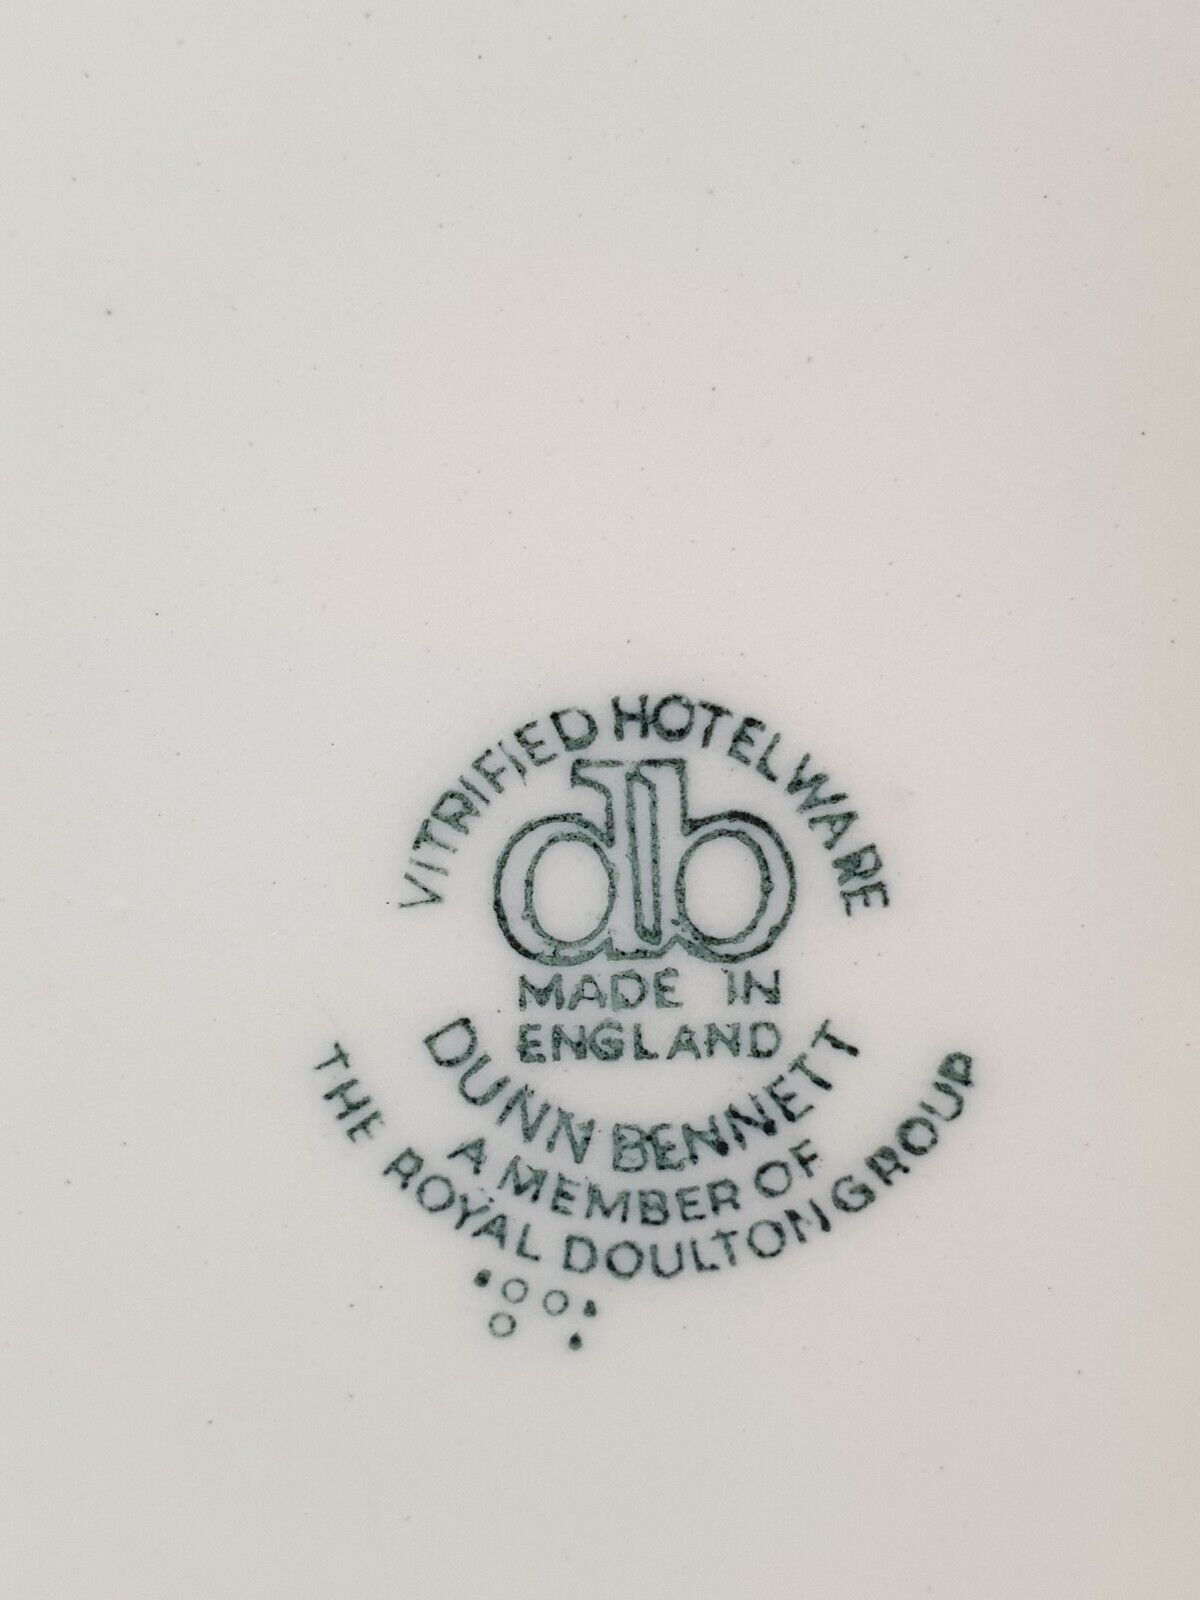 VITRIFIED HOTELWARE
db
MADE IN
ENGLAND
DUNN BENNETT
A MEMBER OF
THE ROYAL DOULTON GROUP